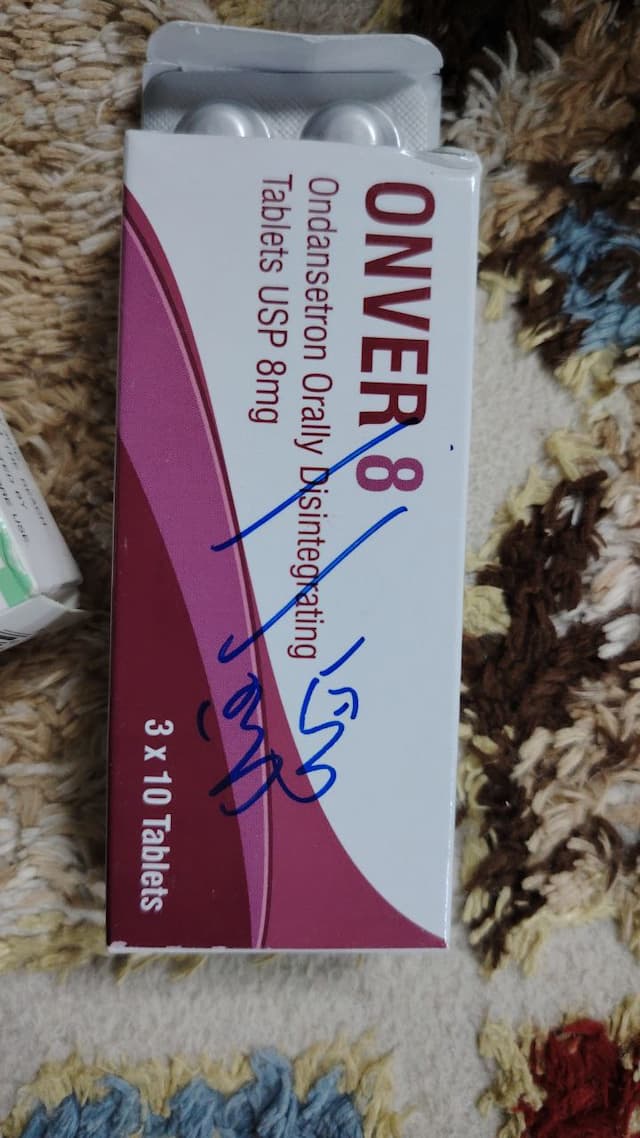 ONVER 8
Ondansetron Orally Disintegrating
Tablets USP 8mg
3 x 10 Tablets